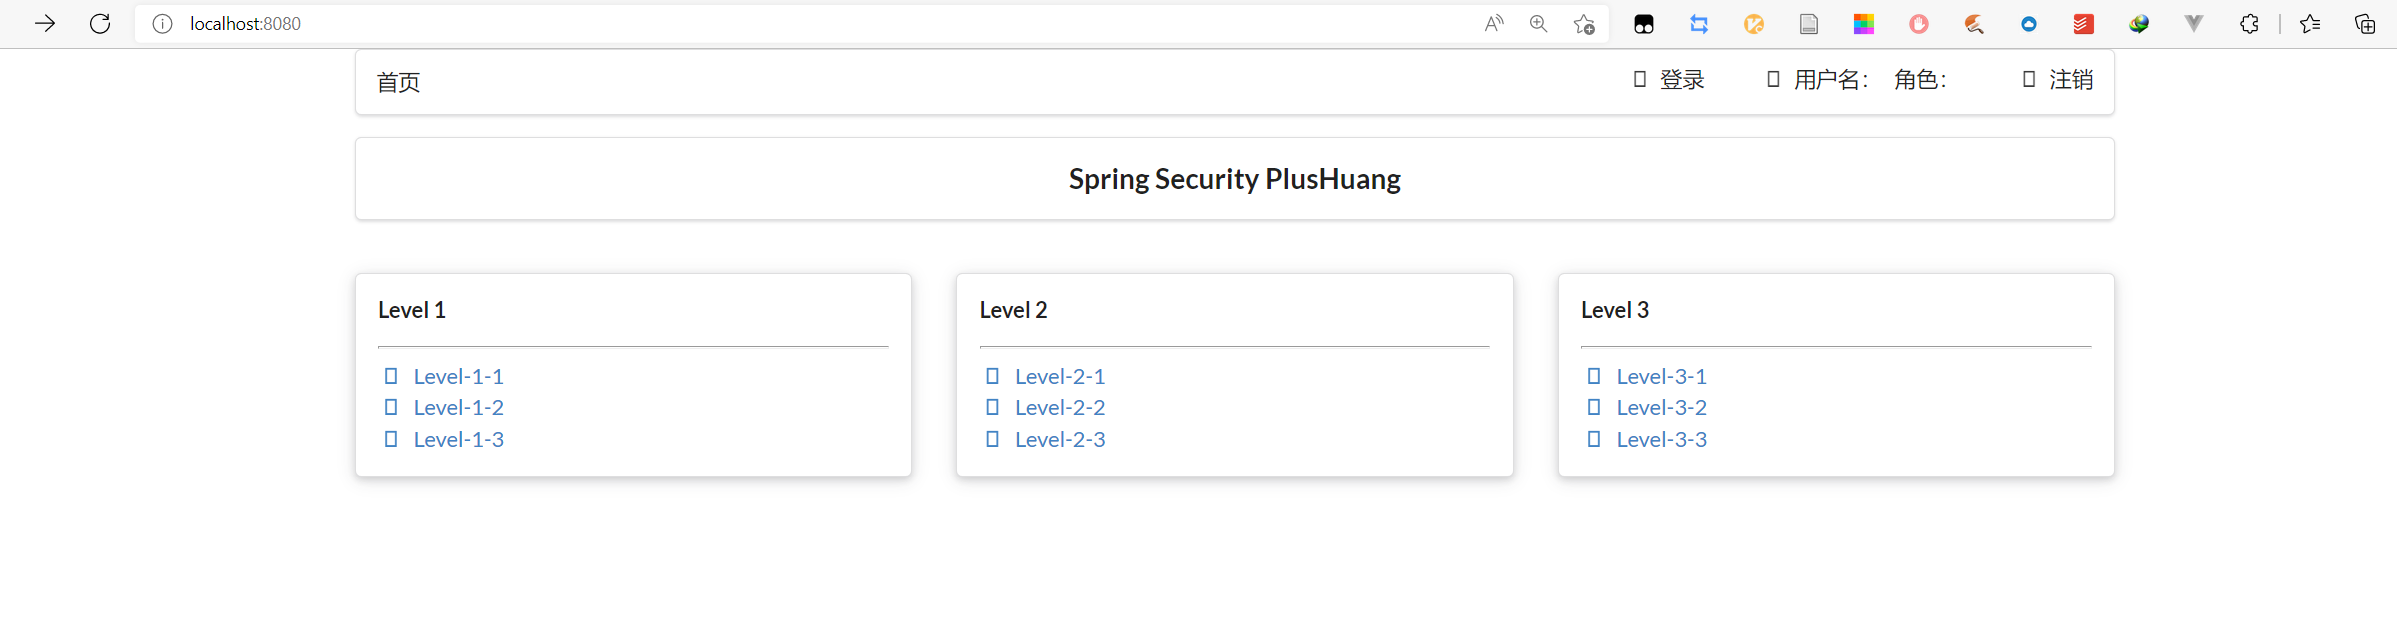 localhost:8080
首页 登录 用户名： 角色： 注销
Spring Security PlusHuang
Level 1
Level-1-1
Level-1-2
Level-1-3
Level 2
Level-2-1
Level-2-2
Level-2-3
Level 3
Level-3-1
Level-3-2
Level-3-3